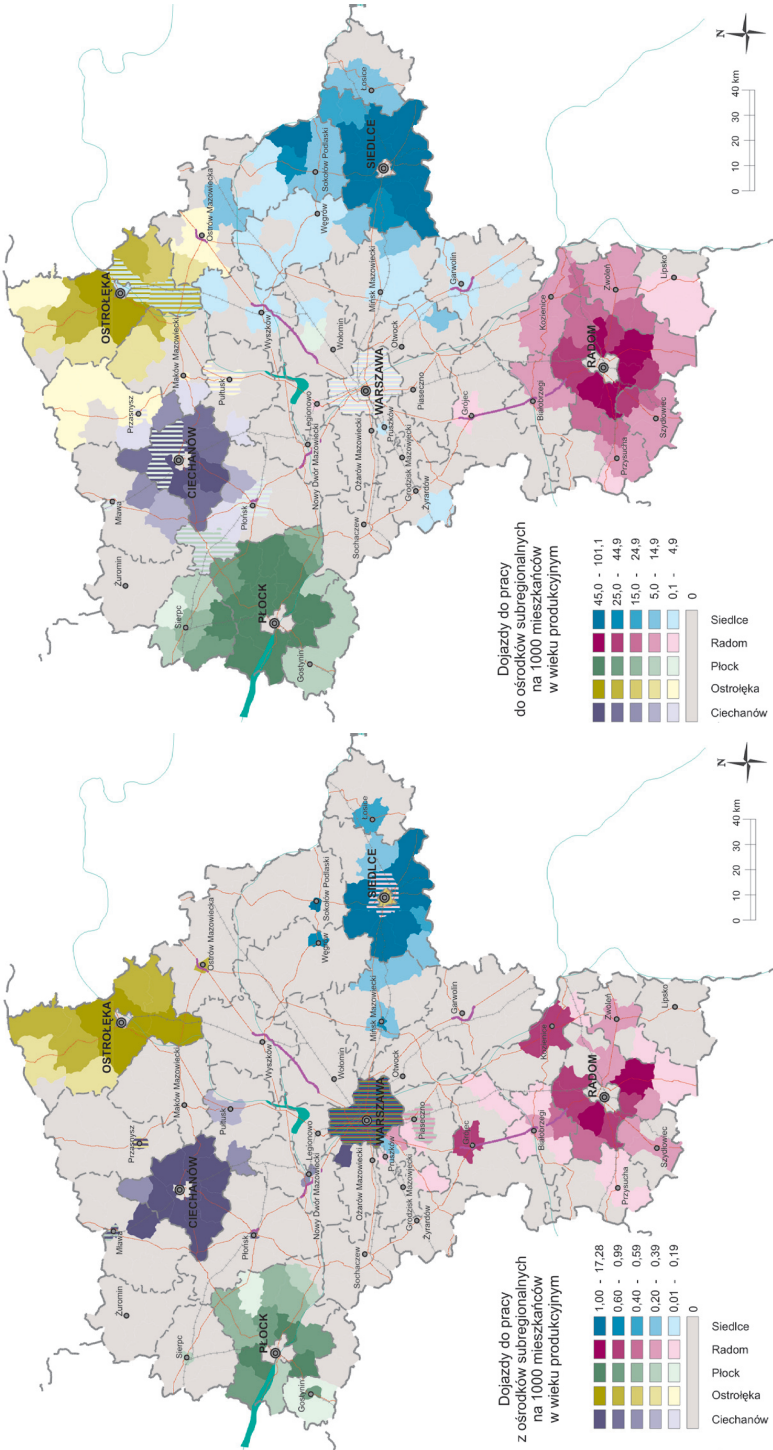 Łosice
SIEDLCE
Sokołów Podlaski
Węgrów
Ostrów Mazowiecka
OSTROŁĘKA
Mińsk Mazowiecki
Garwolin
Wyszków
Wołomin
Otwock
Maków Mazowiecki
Pułtusk
Przasnysz
WARSZAWA
Piaseczno
Legionowo
Nowy Dwór Mazowiecki
Pruszków
Ożarów Mazowiecki
Grodzisk Mazowiecki
Żyrardów
Sochaczew
CIECHANÓW
Mława
Płońsk
Żuromin
Sierpc
PŁOCK
Gostynin
Kozienice
Zwoleń
Lipsko
RADOM
Grójec
Białobrzegi
Szydłowiec
Przysucha
N
0 10 20 30 40 km
Dojazdy do pracy
do ośrodków subregionalnych
na 1000 mieszkańców
w wieku produkcyjnym
45,0 - 101,1
25,0 - 44,9
15,0 - 24,9
5,0 - 14,9
0,1 - 4,9
0
Siedlce
Radom
Płock
Ostrołęka
Ciechanów
Łosice
SIEDLCE
Sokołów Podlaski
Węgrów
Ostrów Mazowiecka
OSTROŁĘKA
Mińsk Mazowiecki
Garwolin
Wyszków
Wołomin
Otwock
Maków Mazowiecki
Pułtusk
Przasnysz
WARSZAWA
Piaseczno
Legionowo
Nowy Dwór Mazowiecki
Pruszków
Ożarów Mazowiecki
Grodzisk Mazowiecki
Żyrardów
Sochaczew
CIECHANÓW
Mława
Płońsk
Żuromin
Sierpc
PŁOCK
Gostynin
Kozienice
Zwoleń
Lipsko
RADOM
Grójec
Białobrzegi
Szydłowiec
Przysucha
N
0 10 20 30 40 km
Dojazdy do pracy
z ośrodków subregionalnych
na 1000 mieszkańców
w wieku produkcyjnym
1,00 - 17,28
0,60 - 0,99
0,40 - 0,59
0,20 - 0,39
0,01 - 0,19
0
Siedlce
Radom
Płock
Ostrołęka
Ciechanów